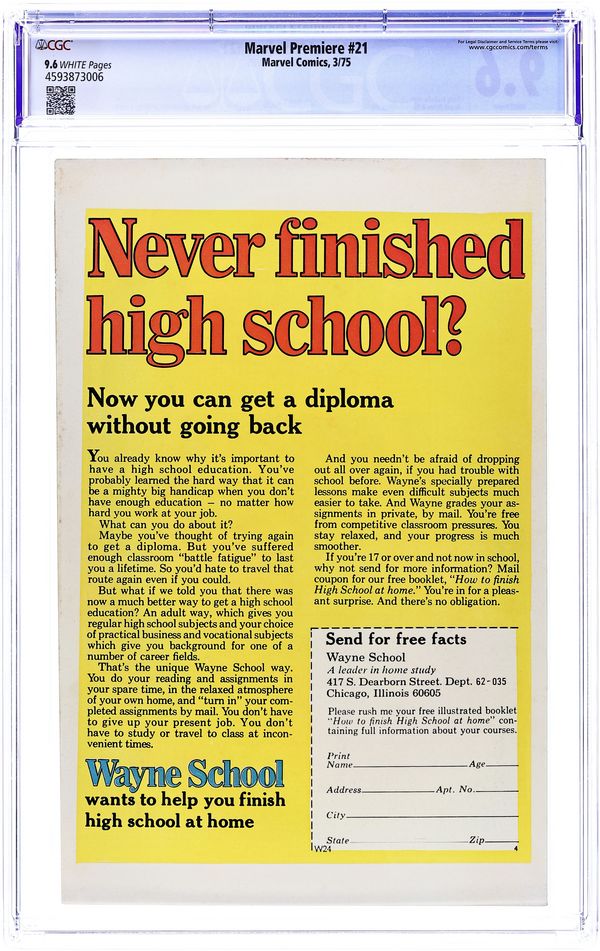 CGC
9.6 WHITE Pages
4593873006
Marvel Premiere #21
Marvel Comics, 3/75
For Legal Disclaimer and Service Terms please visit:
www.cgccomics.com/terms
Never finished
high school?
Now you can get a diploma
without going back
You already know why it's important to
have a high school education. You've
probably learned the hard way that it can
be a mighty big handicap when you don't
have enough education — no matter how
hard you work at your job.
What can you do about it?
Maybe you've thought of trying again
to get a diploma. But you've suffered
enough classroom "battle fatigue" to last
you a lifetime. So you'd hate to travel that
route again even if you could.
But what if we told you that there was
now a much better way to get a high school
education? An adult way, which gives you
regular high school subjects and your choice
of practical business and vocational subjects
which give you background for one of a
number of career fields.
That's the unique Wayne School way.
You do your reading and assignments in
your spare time, in the relaxed atmosphere
of your own home, and "turn in" your com-
pleted assignments by mail. You don't have
to give up your present job. You don't
have to study or travel to class at incon-
venient times.
Wayne School
wants to help you finish
high school at home
And you needn't be afraid of dropping
out all over again, if you had trouble with
school before. Wayne's specially prepared
lessons make even difficult subjects much
easier to take. And Wayne grades your as-
signments in private, by mail. You're free
from competitive classroom pressures. You
stay relaxed, and your progress is much
smoother.
If you're 17 or over and not now in school,
why not send for more information? Mail
coupon for our free booklet, "How to finish
High School at home." You're in for a pleas-
ant surprise. And there's no obligation.
Send for free facts
Wayne School
A leader in home study
417 S. Dearborn Street. Dept. 62-035
Chicago, Illinois 60605
Please rush me your free illustrated booklet
"How to finish High School at home" con-
taining full information about your courses.
Print
Name Age
Address Apt. No.
City
State Zip
W24 4